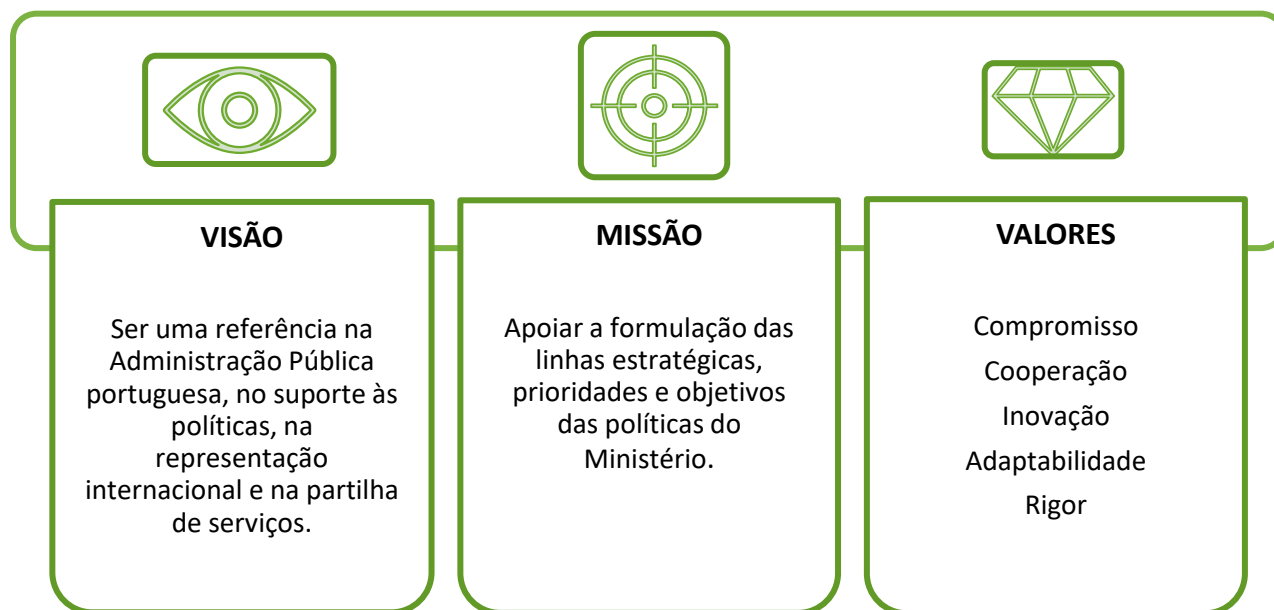 VISÃO
Ser uma referência na
Administração Pública
portuguesa, no suporte às
políticas, na
representação
internacional e na partilha
de serviços.
MISSÃO
Apoiar a formulação das
linhas estratégicas,
prioridades e objetivos
das políticas do
Ministério.
VALORES
Compromisso
Cooperação
Inovação
Adaptabilidade
Rigor